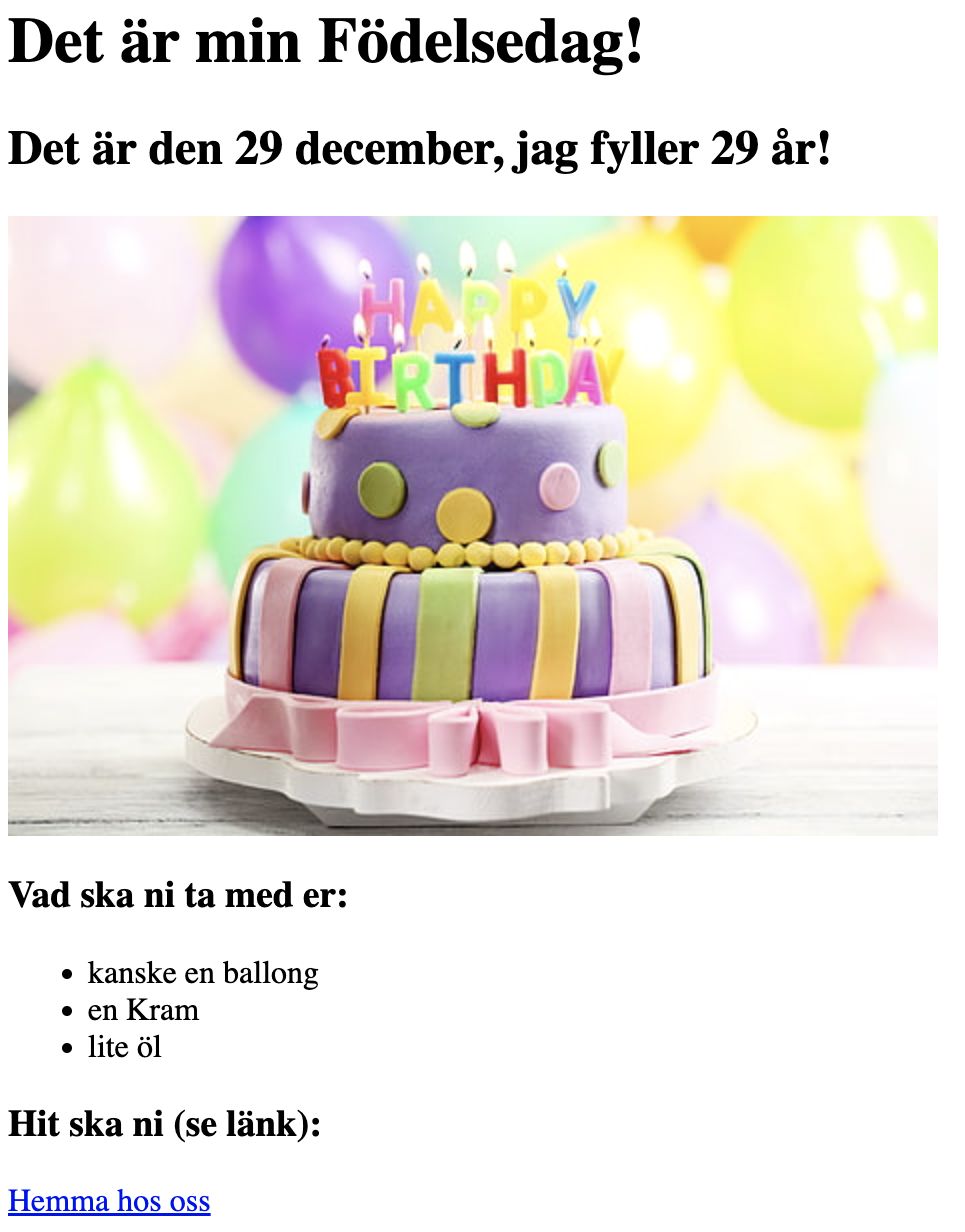 Det är min Födelsedag!
Det är den 29 december, jag fyller 29 år!
HAPPY
BIRTHDAY
Vad ska ni ta med er:
kanske en ballong
en Kram
lite öl
Hit ska ni (se länk):
Hemma hos oss